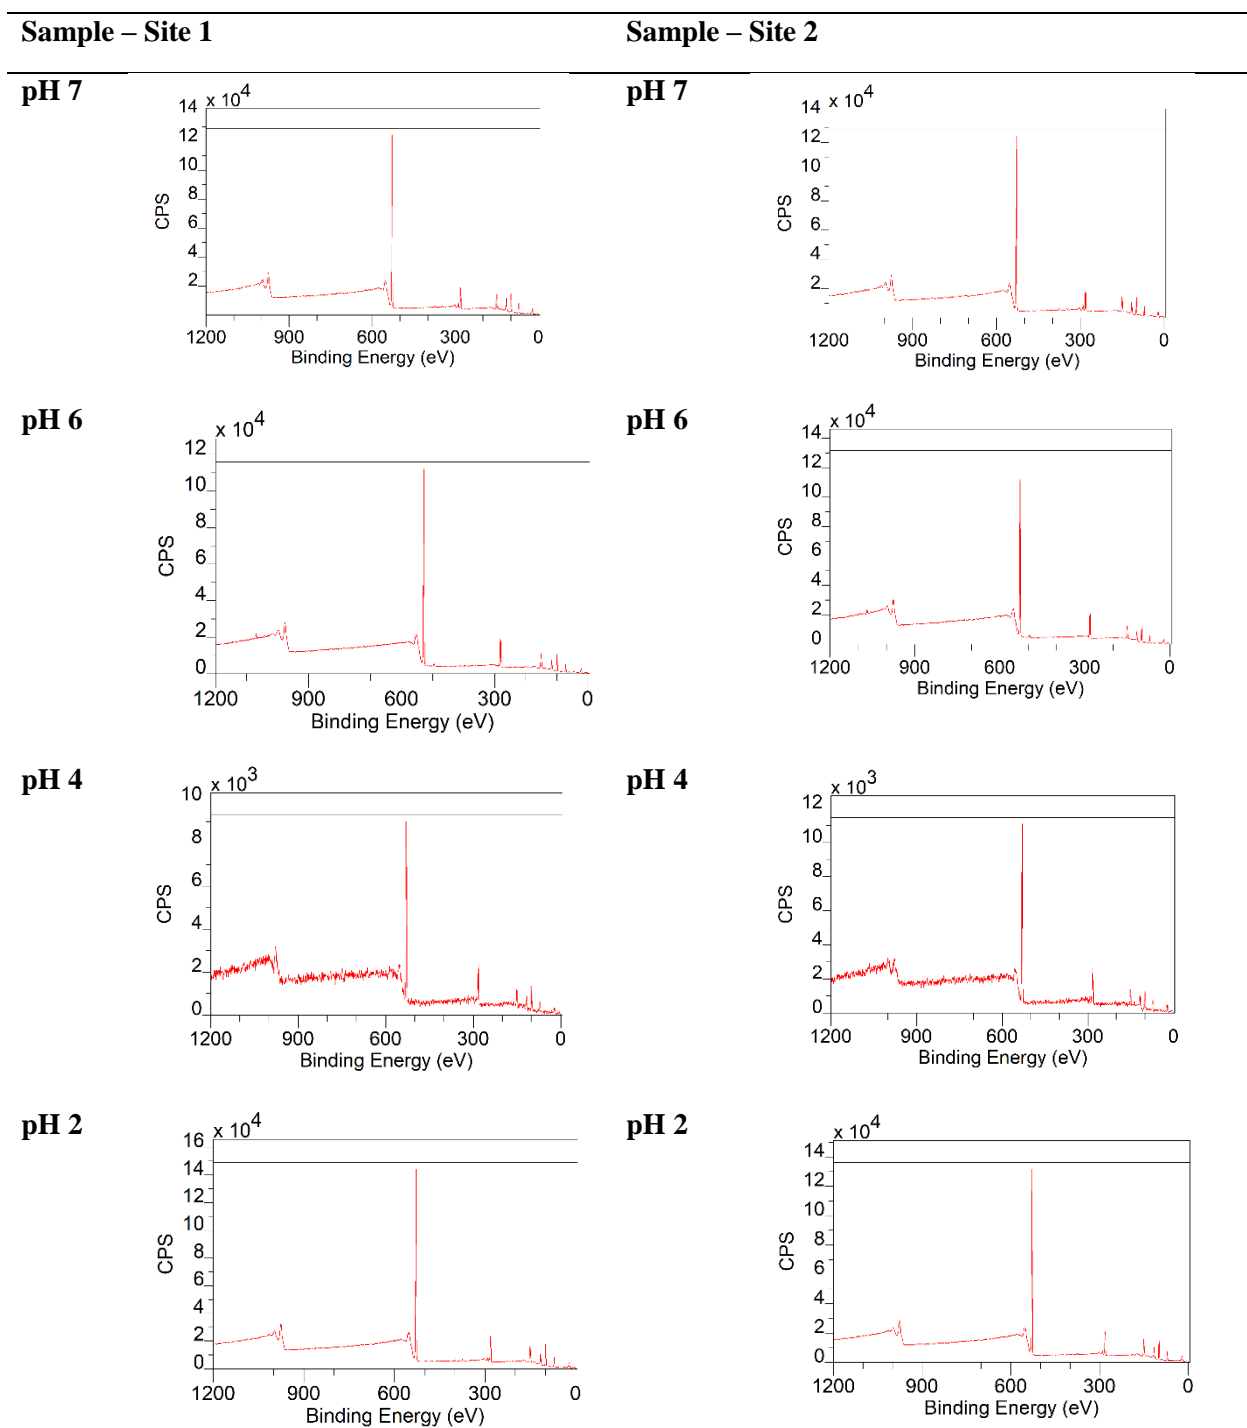 Sample – Site 1
Sample – Site 2
pH 7
x 10^4
14
12
10
8
6
4
2
CPS
1200 900 600 300 0
Binding Energy (eV)
pH 7
x 10^4
14
12
10
8
6
4
2
CPS
1200 900 600 300 0
Binding Energy (eV)
pH 6
x 10^4
12
10
8
6
4
2
0
CPS
1200 900 600 300 0
Binding Energy (eV)
pH 6
x 10^4
14
12
10
8
6
4
2
0
CPS
1200 900 600 300 0
Binding Energy (eV)
pH 4
x 10^3
10
8
6
4
2
0
CPS
1200 900 600 300 0
Binding Energy (eV)
pH 4
x 10^3
12
10
8
6
4
2
0
CPS
1200 900 600 300 0
Binding Energy (eV)
pH 2
x 10^4
16
14
12
10
8
6
4
2
0
CPS
1200 900 600 300 0
Binding Energy (eV)
pH 2
x 10^4
14
12
10
8
6
4
2
0
CPS
1200 900 600 300 0
Binding Energy (eV)